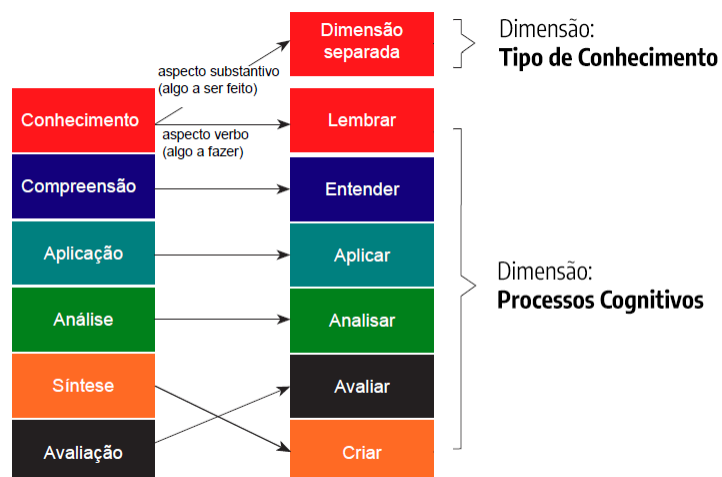 Dimensão
separada
Dimensão:
Tipo de Conhecimento
aspecto substantivo
(algo a ser feito)
Conhecimento
aspecto verbo
(algo a fazer)
Lembrar
Compreensão
Entender
Aplicação
Aplicar
Dimensão:
Processos Cognitivos
Análise
Analisar
Síntese
Avaliar
Avaliação
Criar